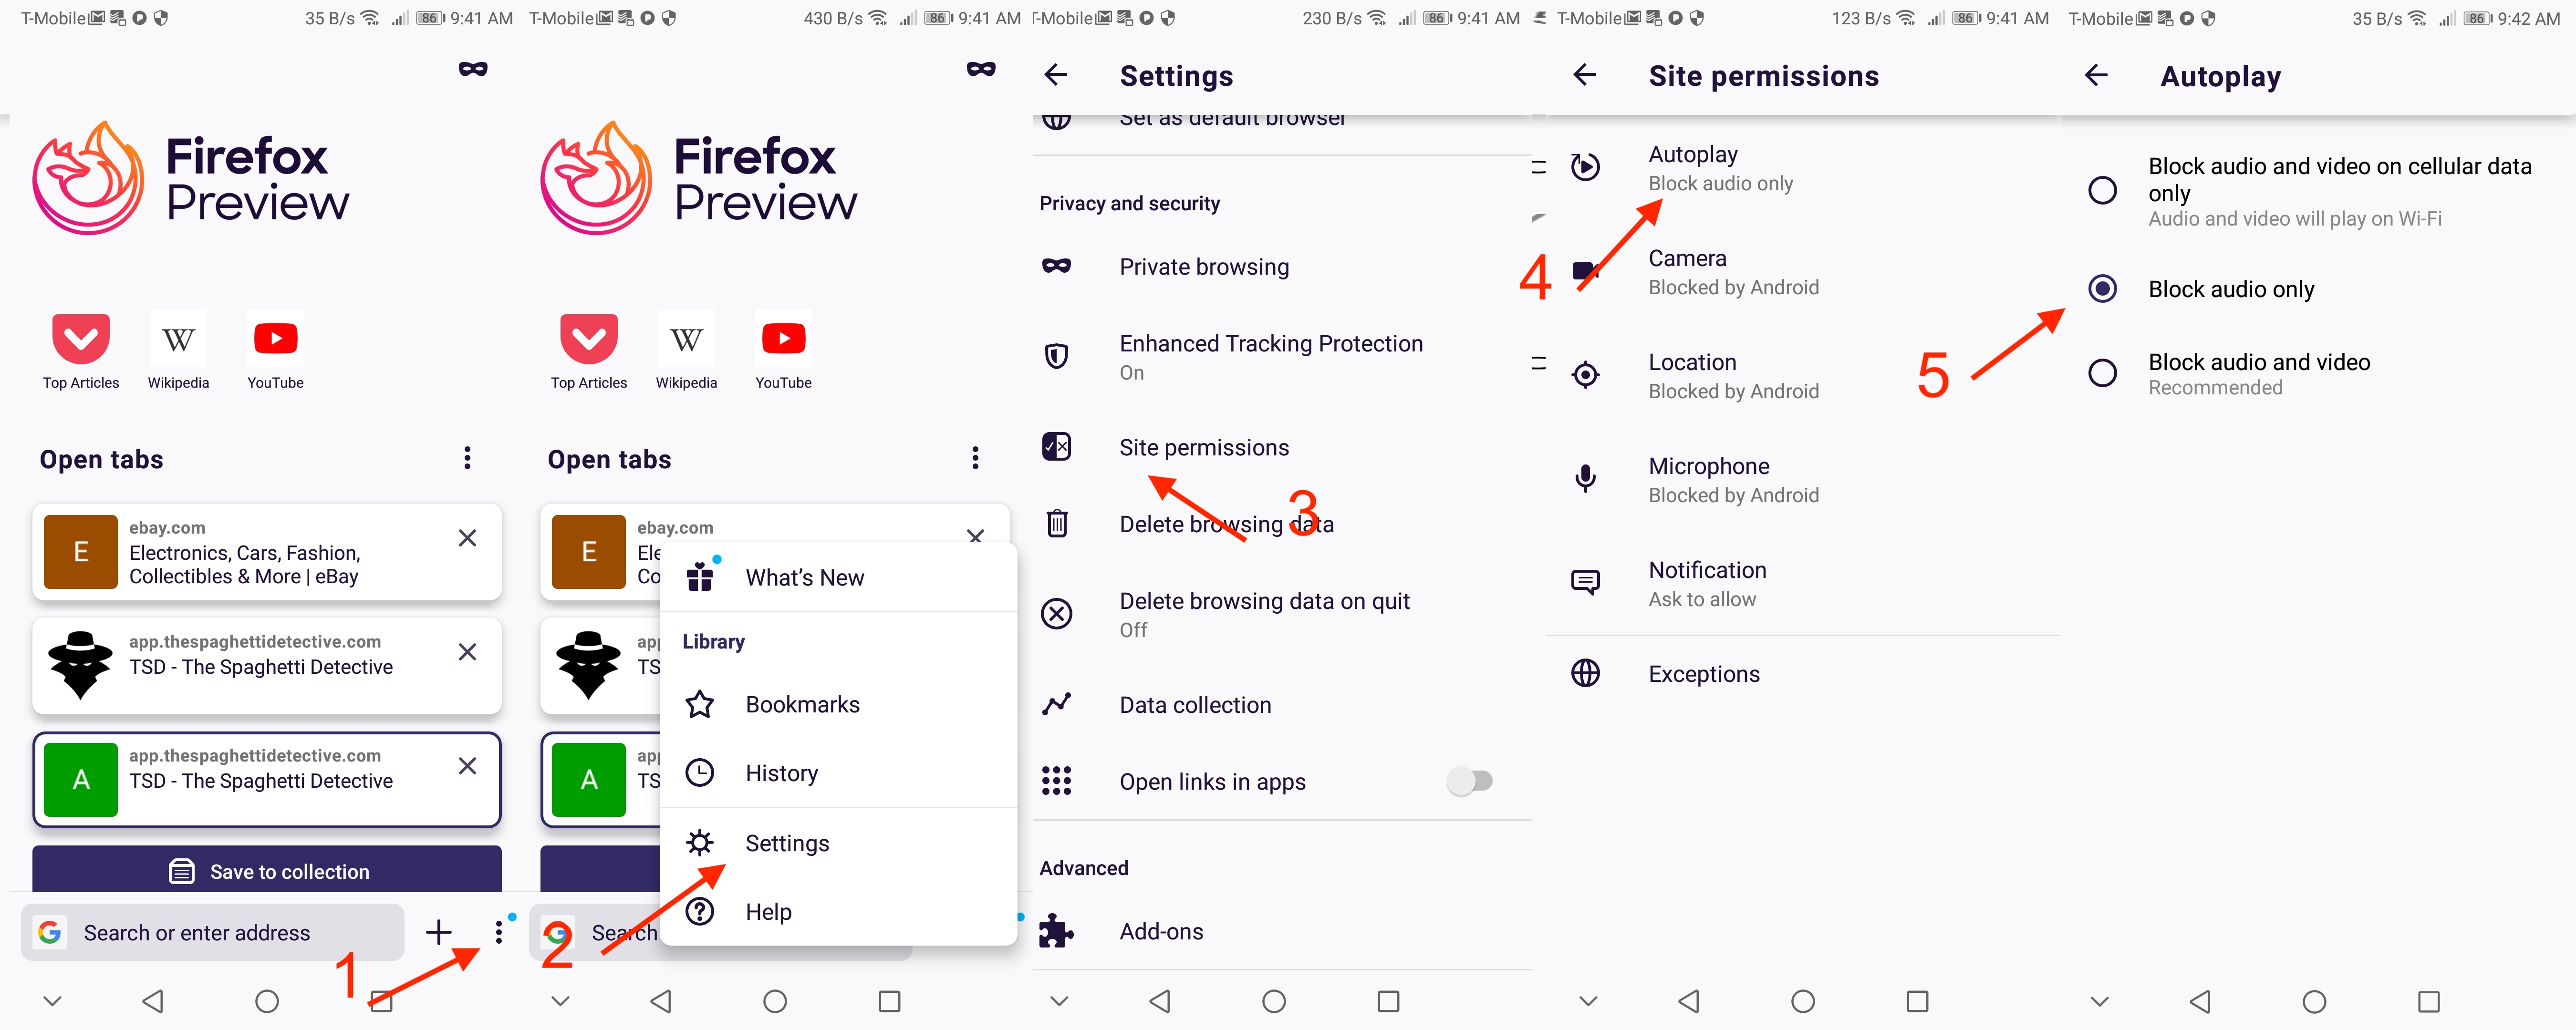 T-Mobile 35 B/s 86 9:41 AM
Firefox
Preview
W
Top Articles Wikipedia YouTube
Open tabs
E
ebay.com
Electronics, Cars, Fashion,
Collectibles & More | eBay
app.thespaghettidetective.com
TSD - The Spaghetti Detective
A
app.thespaghettidetective.com
TSD - The Spaghetti Detective
Save to collection
G Search or enter address
1
T-Mobile 430 B/s 86 9:41 AM
Firefox
Preview
W
Top Articles Wikipedia YouTube
Open tabs
E
ebay.com
Ele
Co
app
TS
A
app
TS
What's New
Library
Bookmarks
History
Settings
Help
G Search
2
T-Mobile 230 B/s 86 9:41 AM
Settings
Set as default browser
Privacy and security
Private browsing
Enhanced Tracking Protection
On
Site permissions
3
Delete browsing data
Delete browsing data on quit
Off
Data collection
Open links in apps
Advanced
Add-ons
T-Mobile 123 B/s 86 9:41 AM
Site permissions
Autoplay
Block audio only
4
Camera
Blocked by Android
Location
Blocked by Android
Microphone
Blocked by Android
Notification
Ask to allow
Exceptions
T-Mobile 35 B/s 86 9:42 AM
Autoplay
Block audio and video on cellular data
only
Audio and video will play on Wi-Fi
Block audio only
5
Block audio and video
Recommended